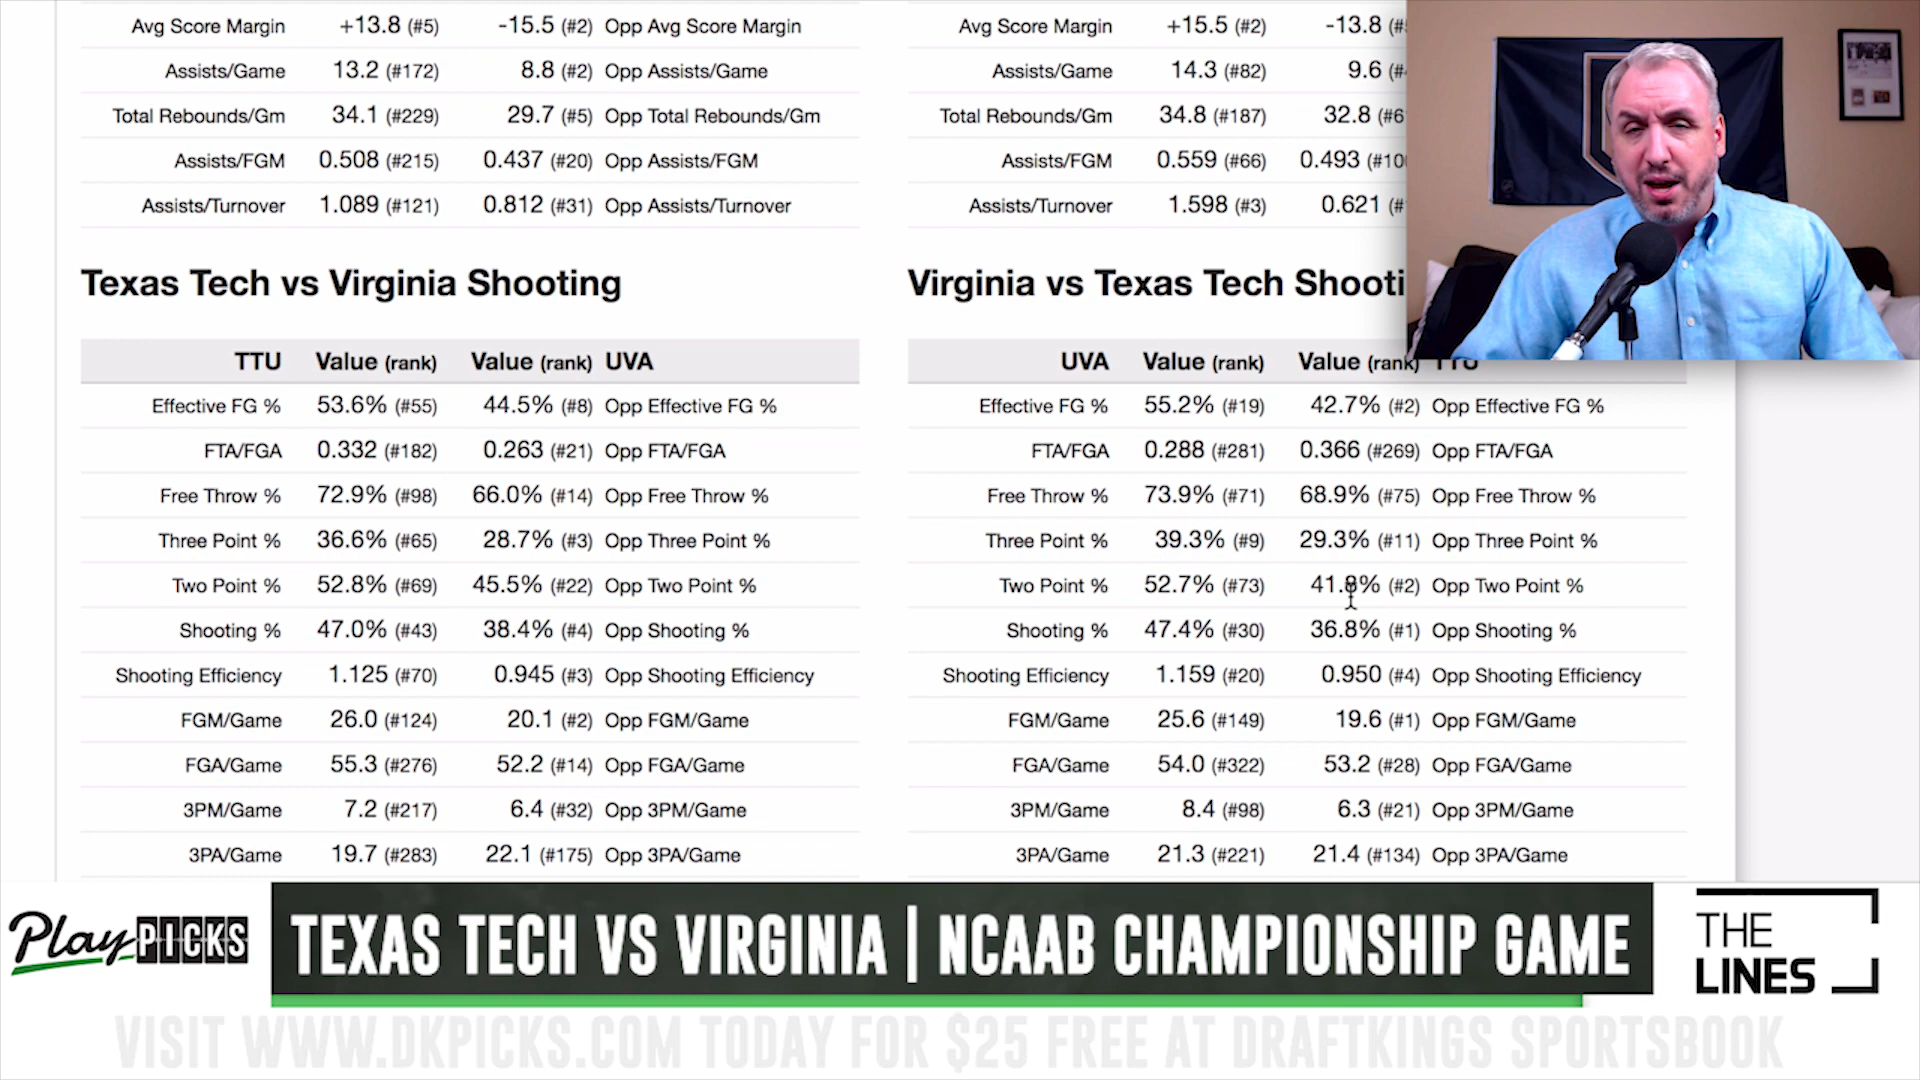 Avg Score Margin +13.8 (#5) -15.5 (#2) Opp Avg Score Margin
Assists/Game 13.2 (#172) 8.8 (#2) Opp Assists/Game
Total Rebounds/Gm 34.1 (#229) 29.7 (#5) Opp Total Rebounds/Gm
Assists/FGM 0.508 (#215) 0.437 (#20) Opp Assists/FGM
Assists/Turnover 1.089 (#121) 0.812 (#31) Opp Assists/Turnover
Avg Score Margin +15.5 (#2) -13.8
Assists/Game 14.3 (#82) 9.6
Total Rebounds/Gm 34.8 (#187) 32.8
Assists/FGM 0.559 (#66) 0.493
Assists/Turnover 1.598 (#3) 0.621
Texas Tech vs Virginia Shooting
TTU Value (rank) Value (rank) UVA
Effective FG % 53.6% (#55) 44.5% (#8) Opp Effective FG %
FTA/FGA 0.332 (#182) 0.263 (#21) Opp FTA/FGA
Free Throw % 72.9% (#98) 66.0% (#14) Opp Free Throw %
Three Point % 36.6% (#65) 28.7% (#3) Opp Three Point %
Two Point % 52.8% (#69) 45.5% (#22) Opp Two Point %
Shooting % 47.0% (#43) 38.4% (#4) Opp Shooting %
Shooting Efficiency 1.125 (#70) 0.945 (#3) Opp Shooting Efficiency
FGM/Game 26.0 (#124) 20.1 (#2) Opp FGM/Game
FGA/Game 55.3 (#276) 52.2 (#14) Opp FGA/Game
3PM/Game 7.2 (#217) 6.4 (#32) Opp 3PM/Game
3PA/Game 19.7 (#283) 22.1 (#175) Opp 3PA/Game
Virginia vs Texas Tech Shooti
UVA Value (rank) Value (rank) TTU
Effective FG % 55.2% (#19) 42.7% (#2) Opp Effective FG %
FTA/FGA 0.288 (#281) 0.366 (#269) Opp FTA/FGA
Free Throw % 73.9% (#71) 68.9% (#75) Opp Free Throw %
Three Point % 39.3% (#9) 29.3% (#11) Opp Three Point %
Two Point % 52.7% (#73) 41.8% (#2) Opp Two Point %
Shooting % 47.4% (#30) 36.8% (#1) Opp Shooting %
Shooting Efficiency 1.159 (#20) 0.950 (#4) Opp Shooting Efficiency
FGM/Game 25.6 (#149) 19.6 (#1) Opp FGM/Game
FGA/Game 54.0 (#322) 53.2 (#28) Opp FGA/Game
3PM/Game 8.4 (#98) 6.3 (#21) Opp 3PM/Game
3PA/Game 21.3 (#221) 21.4 (#134) Opp 3PA/Game
Play PICKS
TEXAS TECH VS VIRGINIA | NCAAB CHAMPIONSHIP GAME
THE
LINES
VISIT WWW.DKPICKS.COM TODAY FOR $25 FREE AT DRAFTKINGS SPORTSBOOK